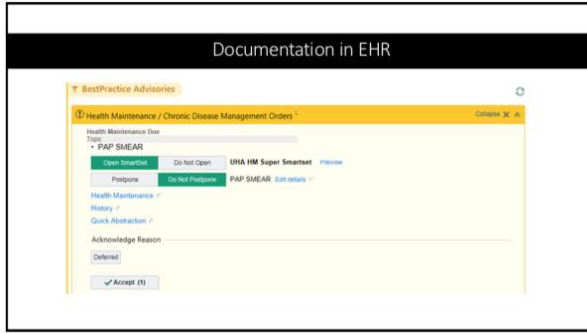 Documentation in EHR
BestPractice Advisories
Health Maintenance / Chronic Disease Management Orders 1
Collapse
Health Maintenance Due
Topic
• PAP SMEAR
Open SmartSet Do Not Open UHA HM Super Smartset Preview
Postpone Do Not Postpone PAP SMEAR Edit details
Health Maintenance
History
Quick Abstraction
Acknowledge Reason
Deferred
✓ Accept (1)